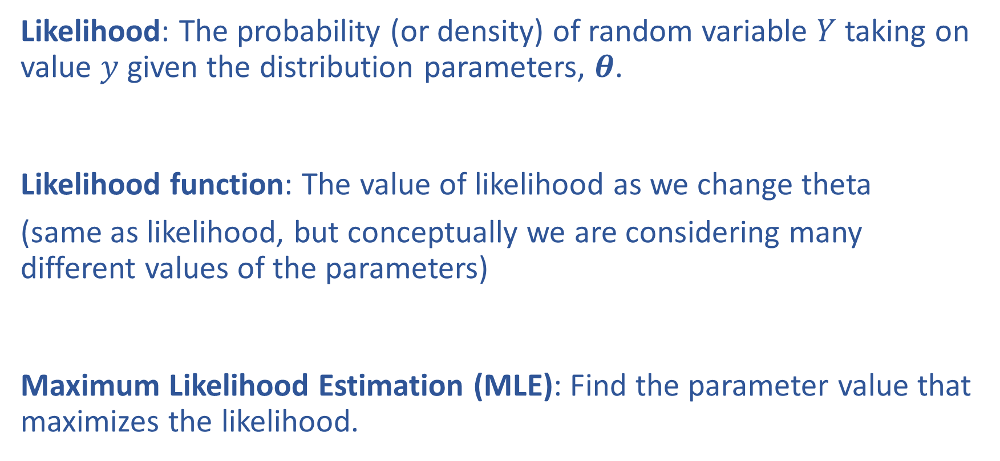 Likelihood: The probability (or density) of random variable 𝑌 taking on
value 𝑦 given the distribution parameters, 𝜽.
Likelihood function: The value of likelihood as we change theta
(same as likelihood, but conceptually we are considering many
different values of the parameters)
Maximum Likelihood Estimation (MLE): Find the parameter value that
maximizes the likelihood.